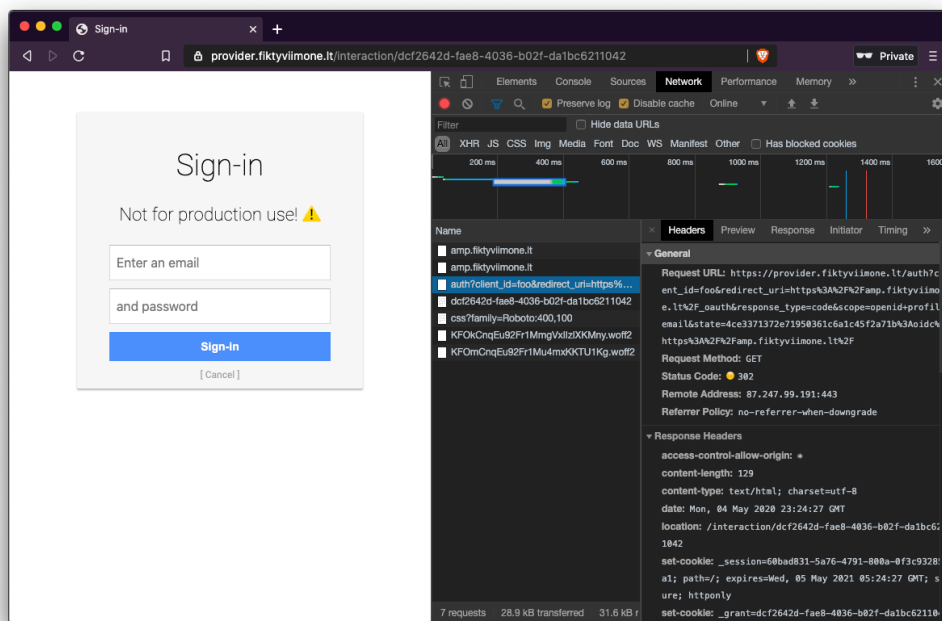 Sign-in
provider.fiktyviimone.lt/interaction/dcf2642d-fae8-4036-b02f-da1bc6211042
Private
Sign-in
Not for production use! ⚠
Enter an email
and password
Sign-in
[ Cancel ]
Elements Console Sources Network Performance Memory
Preserve log Disable cache Online
Filter Hide data URLs
All XHR JS CSS Img Media Font Doc WS Manifest Other Has blocked cookies
200 ms 400 ms 600 ms 800 ms 1000 ms 1200 ms 1400 ms 1600
Name
amp.fiktyviimone.lt
amp.fiktyviimone.lt
auth?client_id=foo&redirect_uri=https%...
dcf2642d-fae8-4036-b02f-da1bc6211042
css?family=Roboto:400,100
KFOkCnqEu92Fr1MmgVxIIzIXKMny.woff2
KFOmCnqEu92Fr1Mu4mxKKTU1Kg.woff2
7 requests 28.9 kB transferred 31.6 kB r
Headers Preview Response Initiator Timing
General
Request URL: https://provider.fiktyviimone.lt/auth?c
ent_id=foo&redirect_uri=https%3A%2F%2Famp.fiktyviimo
e.lt%2F_oauth&response_type=code&scope=openid+profil
email&state=4ce3371372e71950361c6a1c45f2a71b%3Aoidc%
https%3A%2F%2Famp.fiktyviimone.lt%2F
Request Method: GET
Status Code: 302
Remote Address: 87.247.99.191:443
Referrer Policy: no-referrer-when-downgrade
Response Headers
access-control-allow-origin: *
content-length: 129
content-type: text/html; charset=utf-8
date: Mon, 04 May 2020 23:24:27 GMT
location: /interaction/dcf2642d-fae8-4036-b02f-da1bc62
1042
set-cookie: _session=60bad831-5a76-4791-800a-0f3c9328
a1; path=/; expires=Wed, 05 May 2021 05:24:27 GMT; s
ure; httponly
set-cookie: _grant=dcf2642d-fae8-4036-b02f-da1bc62110